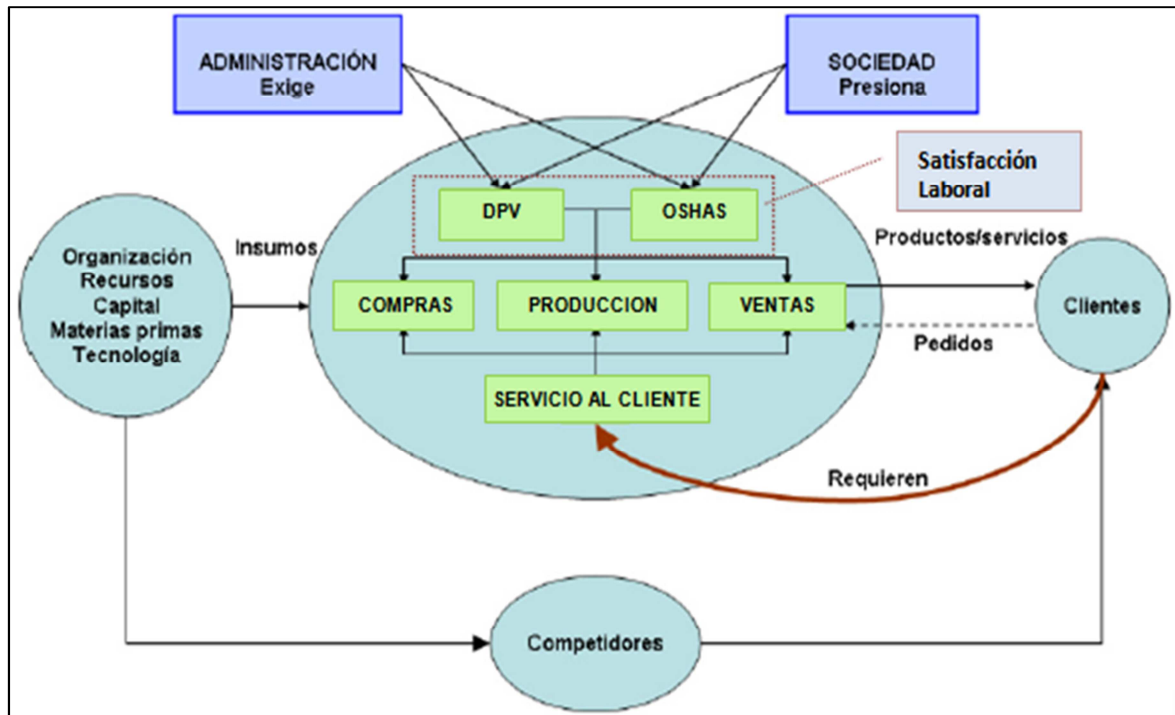 ADMINISTRACIÓN
Exige
SOCIEDAD
Presiona
Satisfacción
Laboral
DPV
OSHAS
Organización
Recursos
Capital
Materias primas
Tecnología
Insumos
COMPRAS
PRODUCCION
VENTAS
Productos/servicios
Pedidos
Clientes
SERVICIO AL CLIENTE
Requieren
Competidores